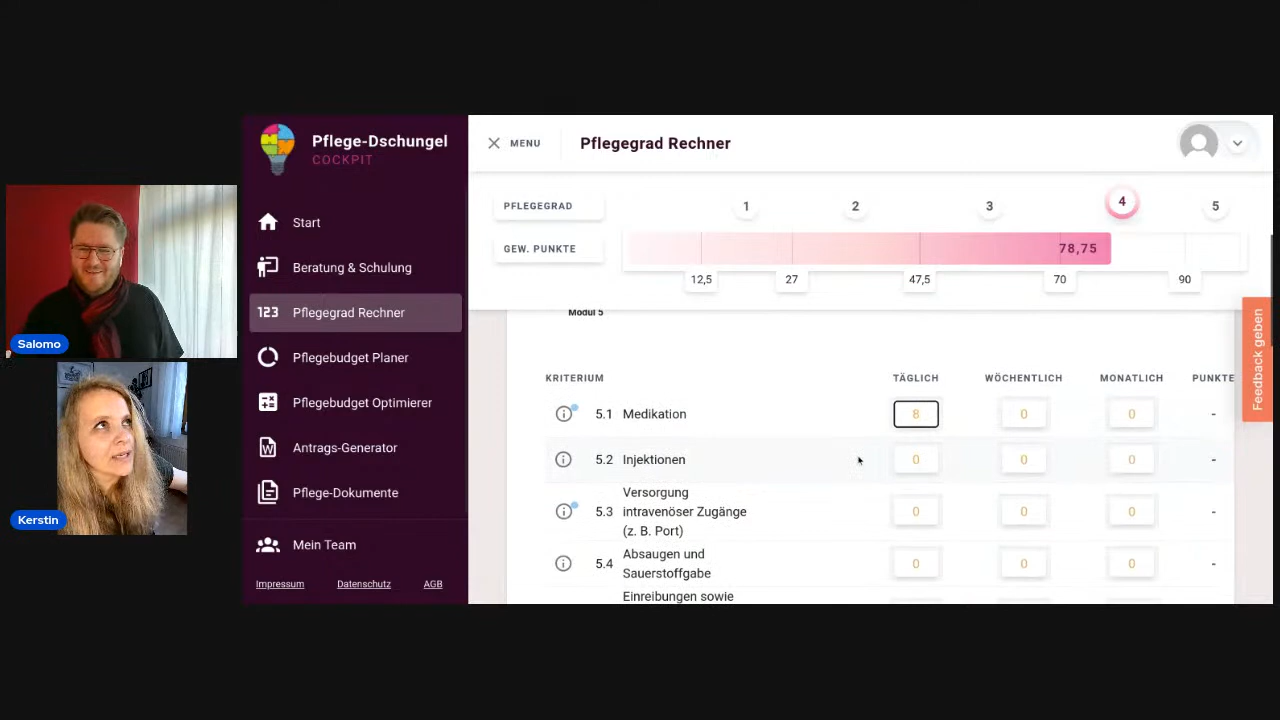 Salomo
Kerstin
Pflege-Dschungel
COCKPIT
Start
Beratung & Schulung
123 Pflegegrad Rechner
Pflegebudget Planer
Pflegebudget Optimierer
Antrags-Generator
Pflege-Dokumente
Mein Team
Impressum Datenschutz AGB
MENU Pflegegrad Rechner
PFLEGEGRAD 1 2 3 4 5
GEW. PUNKTE 78,75
12,5 27 47,5 70 90
Modul 5
KRITERIUM TÄGLICH WÖCHENTLICH MONATLICH PUNKTE
5.1 Medikation 8 0 0 -
5.2 Injektionen 0 0 0 -
Versorgung
5.3 intravenöser Zugänge 0 0 0 -
(z. B. Port)
5.4 Absaugen und 0 0 0 -
Sauerstoffgabe
Einreibungen sowie
Feedback geben